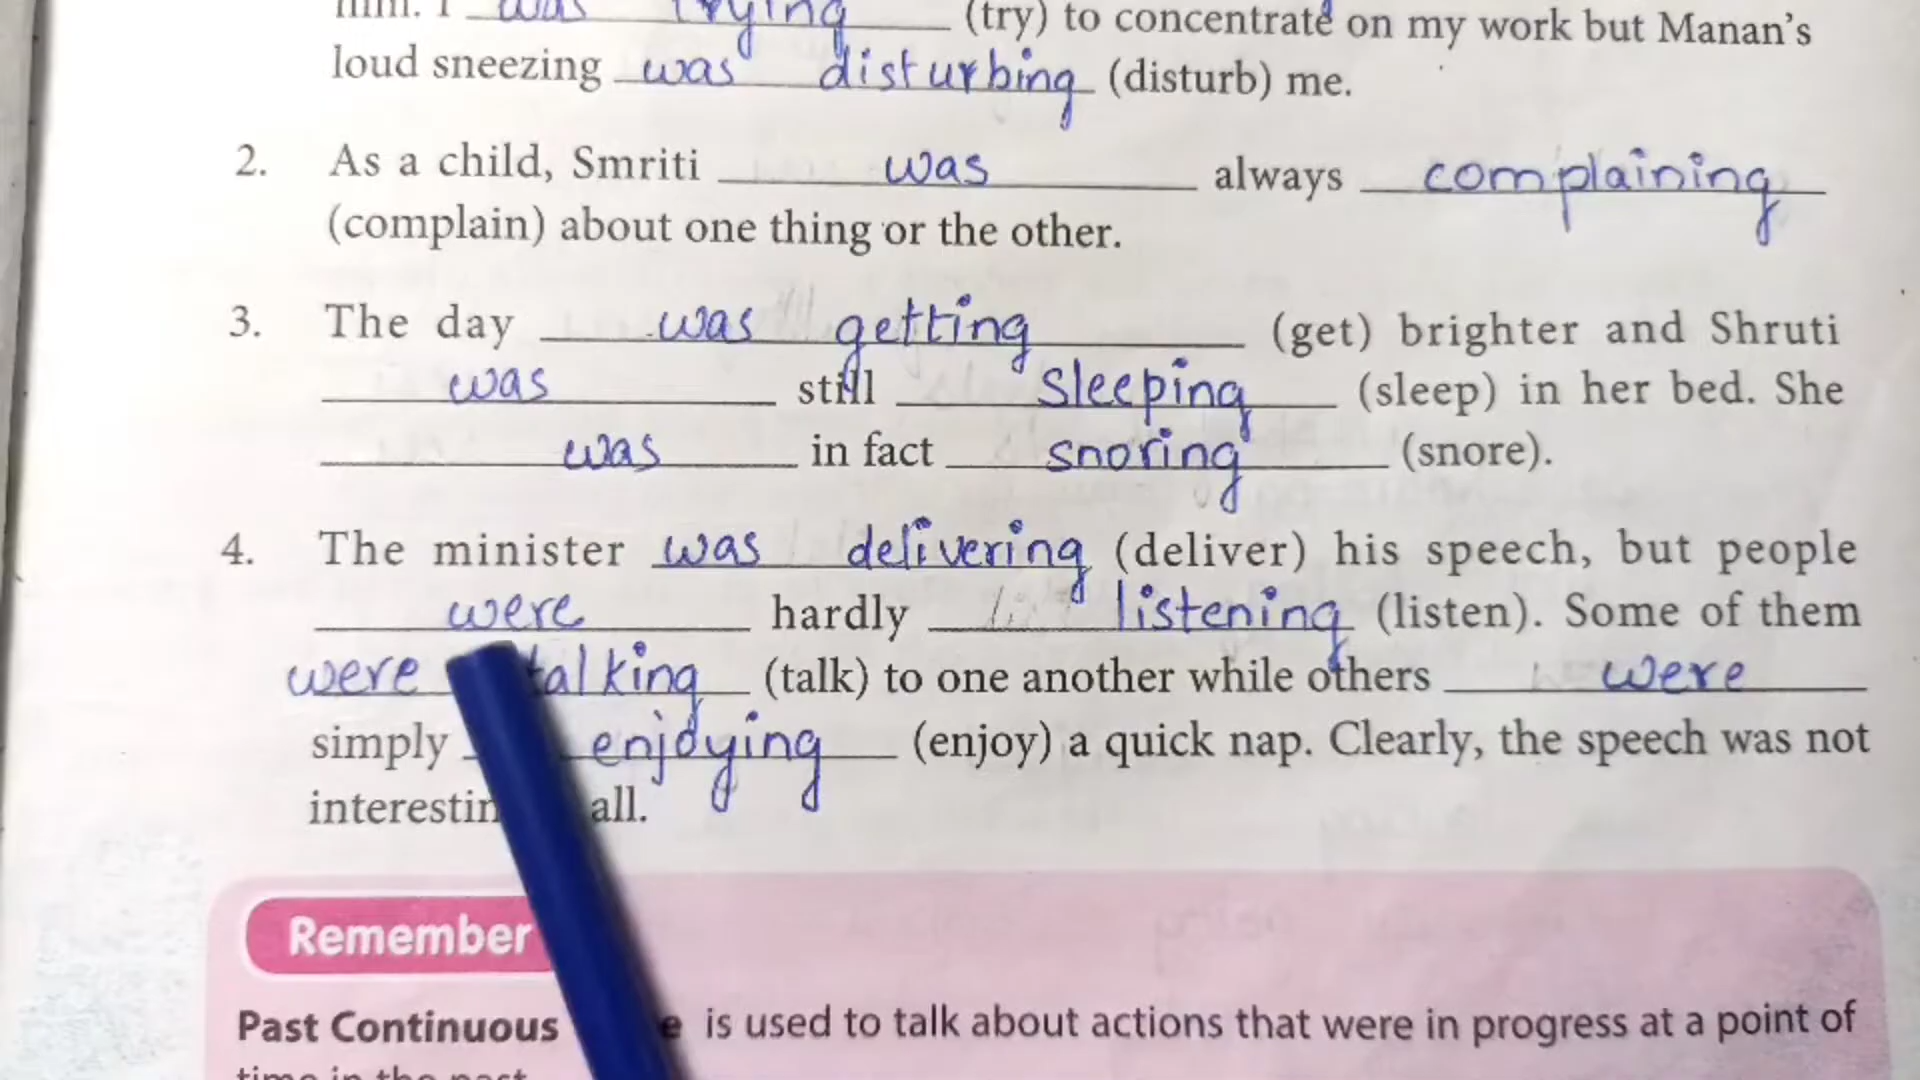 him. I was trying (try) to concentrate on my work but Manan's
loud sneezing was disturbing (disturb) me.
2. As a child, Smriti was always complaining
(complain) about one thing or the other.
3. The day was getting (get) brighter and Shruti
was still sleeping (sleep) in her bed. She
was in fact snoring (snore).
4. The minister was delivering (deliver) his speech, but people
were hardly listening (listen). Some of them
were talking (talk) to one another while others were
simply enjoying (enjoy) a quick nap. Clearly, the speech was not
all.
Remember
Past Continuous is used to talk about actions that were in progress at a point of
time in the past